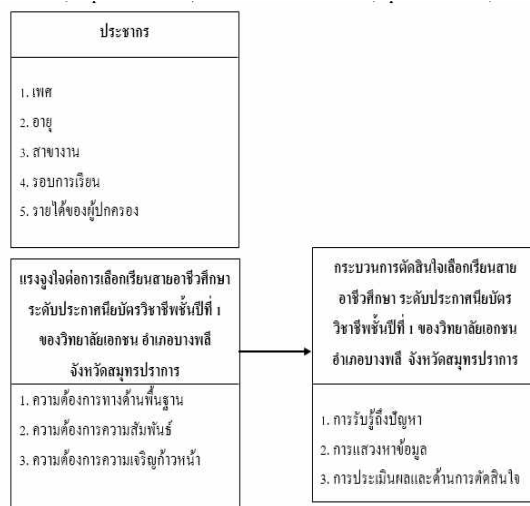 ประชากร
1. เพศ
2. อายุ
3. สาขางาน
4. รอบการเรียน
5. รายได้ของผู้ปกครอง
แรงจูงใจต่อการเลือกเรียนสายอาชีวศึกษา
ระดับประกาศนียบัตรวิชาชีพชั้นปีที่ 1
ของวิทยาลัยเอกชน อำเภอบางพลี
จังหวัดสมุทรปราการ
1. ความต้องการทางด้านพื้นฐาน
2. ความต้องการความสัมพันธ์
3. ความต้องการความเจริญก้าวหน้า
กระบวนการตัดสินใจเลือกเรียนสาย
อาชีวศึกษา ระดับประกาศนียบัตร
วิชาชีพชั้นปีที่ 1 ของวิทยาลัยเอกชน
อำเภอบางพลี จังหวัดสมุทรปราการ
1. การรับรู้ถึงปัญหา
2. การแสวงหาข้อมูล
3. การประเมินผลและด้านการตัดสินใจ